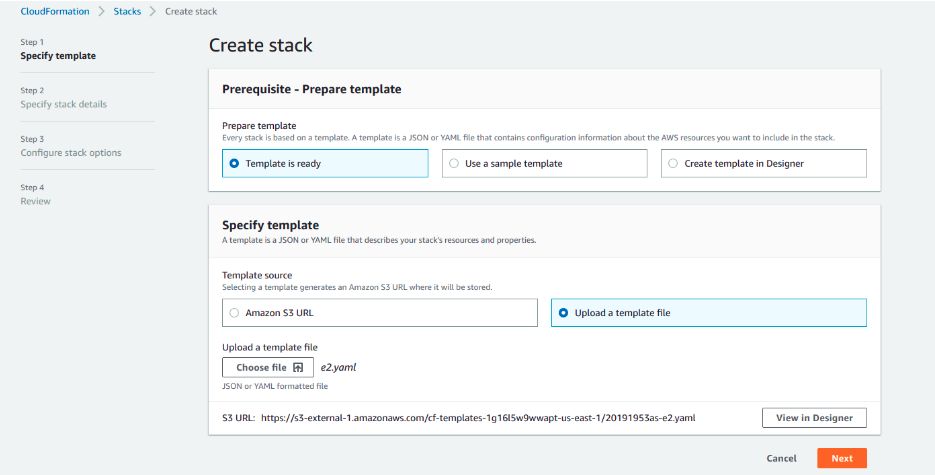 CloudFormation > Stacks > Create stack
Step 1
Specify template
Step 2
Specify stack details
Step 3
Configure stack options
Step 4
Review
Create stack
Prerequisite - Prepare template
Prepare template
Every stack is based on a template. A template is a JSON or YAML file that contains configuration information about the AWS resources you want to include in the stack.
Template is ready
Use a sample template
Create template in Designer
Specify template
A template is a JSON or YAML file that describes your stack's resources and properties.
Template source
Selecting a template generates an Amazon S3 URL where it will be stored.
Amazon S3 URL
Upload a template file
Upload a template file
Choose file
e2.yaml
JSON or YAML formatted file
S3 URL: https://s3-external-1.amazonaws.com/cf-templates-1g16l5w9wwapt-us-east-1/20191953as-e2.yaml
View in Designer
Cancel
Next